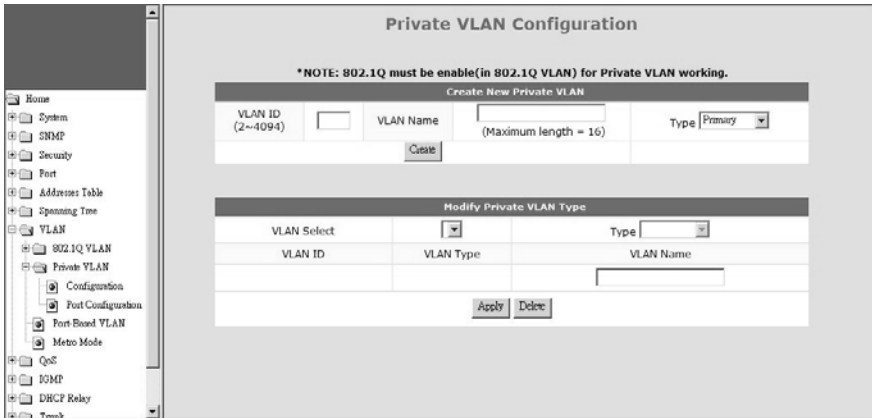 Home
System
SNMP
Security
Port
Addresses Table
Spanning Tree
VLAN
802.1Q VLAN
Private VLAN
Configuration
Port Configuration
Port-Based VLAN
Metro Mode
QoS
IGMP
DHCP Relay
Trunk
Private VLAN Configuration
*NOTE: 802.1Q must be enable(in 802.1Q VLAN) for Private VLAN working.
Create New Private VLAN
VLAN ID
(2~4094)
VLAN Name
(Maximum length = 16)
Type Primary
Create
Modify Private VLAN Type
VLAN Select Type
VLAN ID VLAN Type VLAN Name
Apply Delete